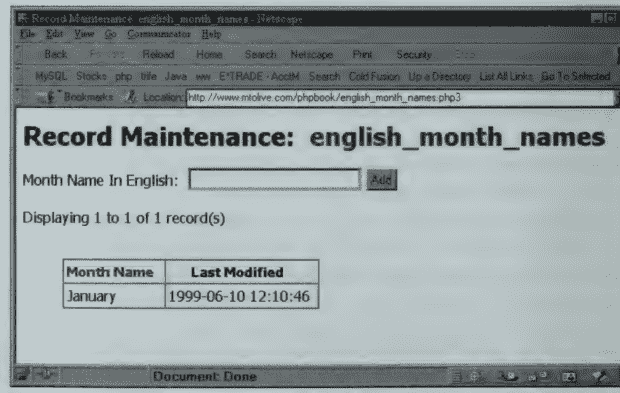 Record Maintenance: english_month_names - Netscape
File Edit View Go Communicator Help
Back Reload Home Search Netscape Print Security Stop
MySQL Stocks php trile Java ww E*TRADE - AcctM Search Cold Fusion Up a Directory List All Links Go To Selected
Bookmarks Location: http://www.mtolive.com/phpbook/english_month_names.php3
Record Maintenance: english_month_names
Month Name In English: Add
Displaying 1 to 1 of 1 record(s)
Month Name Last Modified
January 1999-06-10 12:10:46
Document: Done